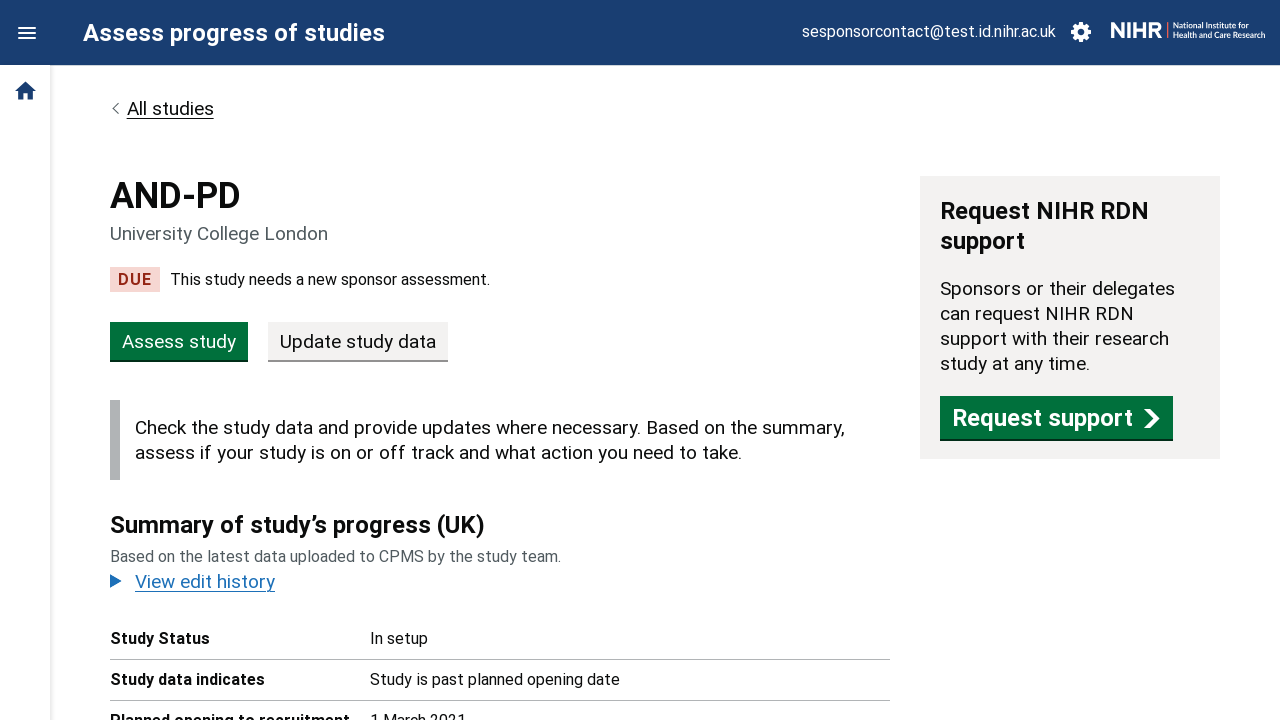 Assess progress of studies
sesponsorcontact@test.id.nihr.ac.uk
NIHR
National Institute for
Health and Care Research
All studies
AND-PD
University College London
DUE This study needs a new sponsor assessment.
Assess study
Update study data
Check the study data and provide updates where necessary. Based on the summary,
assess if your study is on or off track and what action you need to take.
Summary of study’s progress (UK)
Based on the latest data uploaded to CPMS by the study team.
View edit history
Study Status In setup
Study data indicates Study is past planned opening date
Planned opening to recruitment 1 March 2021
Request NIHR RDN
support
Sponsors or their delegates
can request NIHR RDN
support with their research
study at any time.
Request support